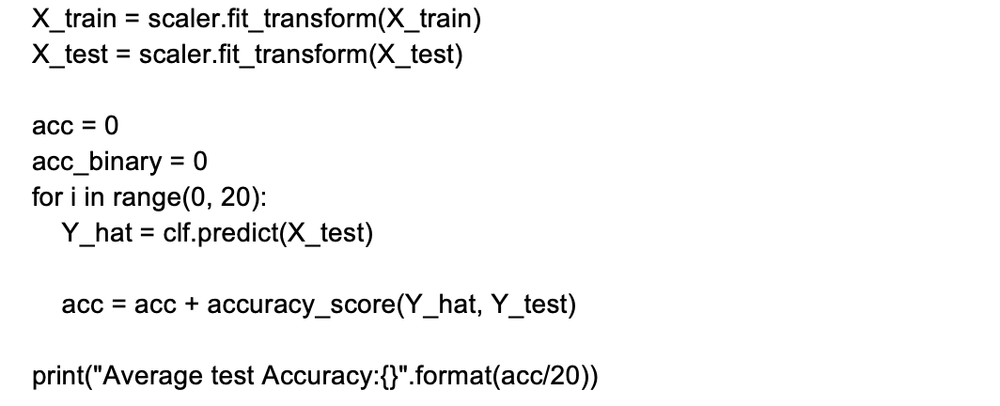 X_train = scaler.fit_transform(X_train)
X_test = scaler.fit_transform(X_test)
acc = 0
acc_binary = 0
for i in range(0, 20):
Y_hat = clf.predict(X_test)
acc = acc + accuracy_score(Y_hat, Y_test)
print("Average test Accuracy:{}".format(acc/20))